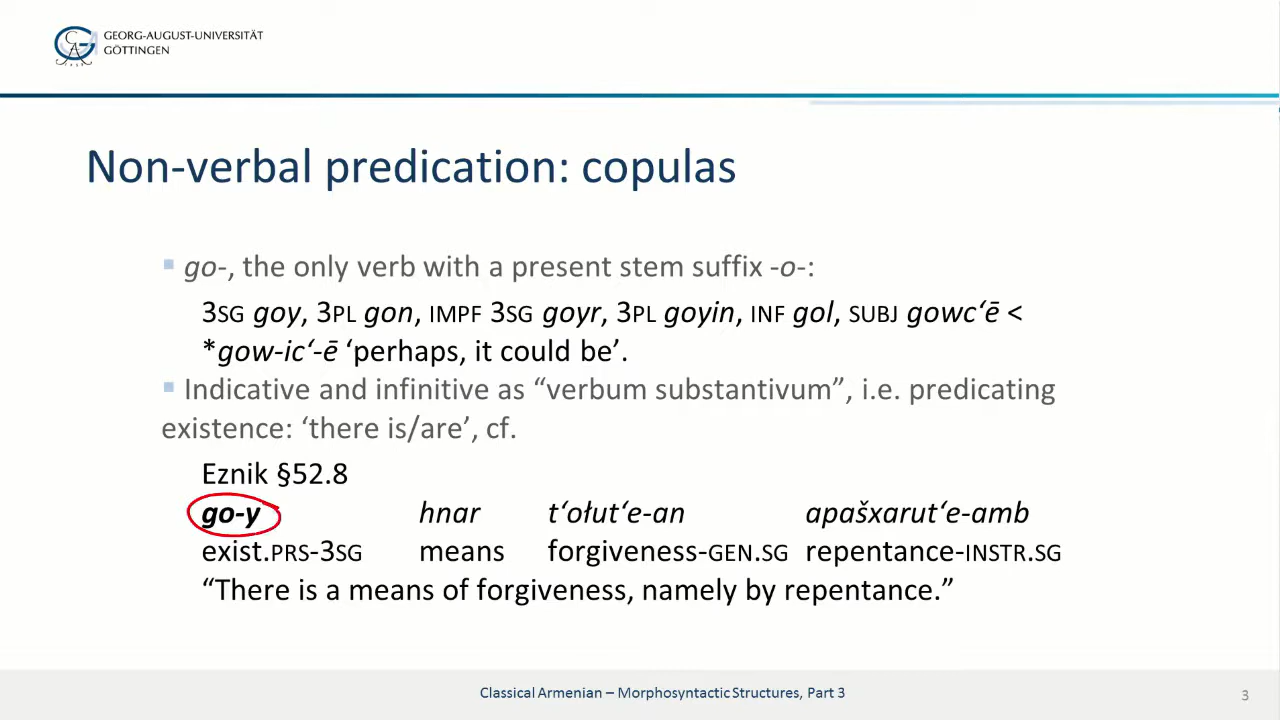 GEORG-AUGUST-UNIVERSITÄT
GÖTTINGEN
Non-verbal predication: copulas
go-, the only verb with a present stem suffix -o-:
3SG goy, 3PL gon, IMPF 3SG goyr, 3PL goyin, INF gol, SUBJ gowcʻē <
*gow-icʻ-ē ‘perhaps, it could be’.
Indicative and infinitive as “verbum substantivum”, i.e. predicating
existence: ‘there is/are’, cf.
Eznik §52.8
go-y hnar tʻołutʻe-an apašxarutʻe-amb
exist.PRS-3SG means forgiveness-GEN.SG repentance-INSTR.SG
“There is a means of forgiveness, namely by repentance.”
Classical Armenian – Morphosyntactic Structures, Part 3
3